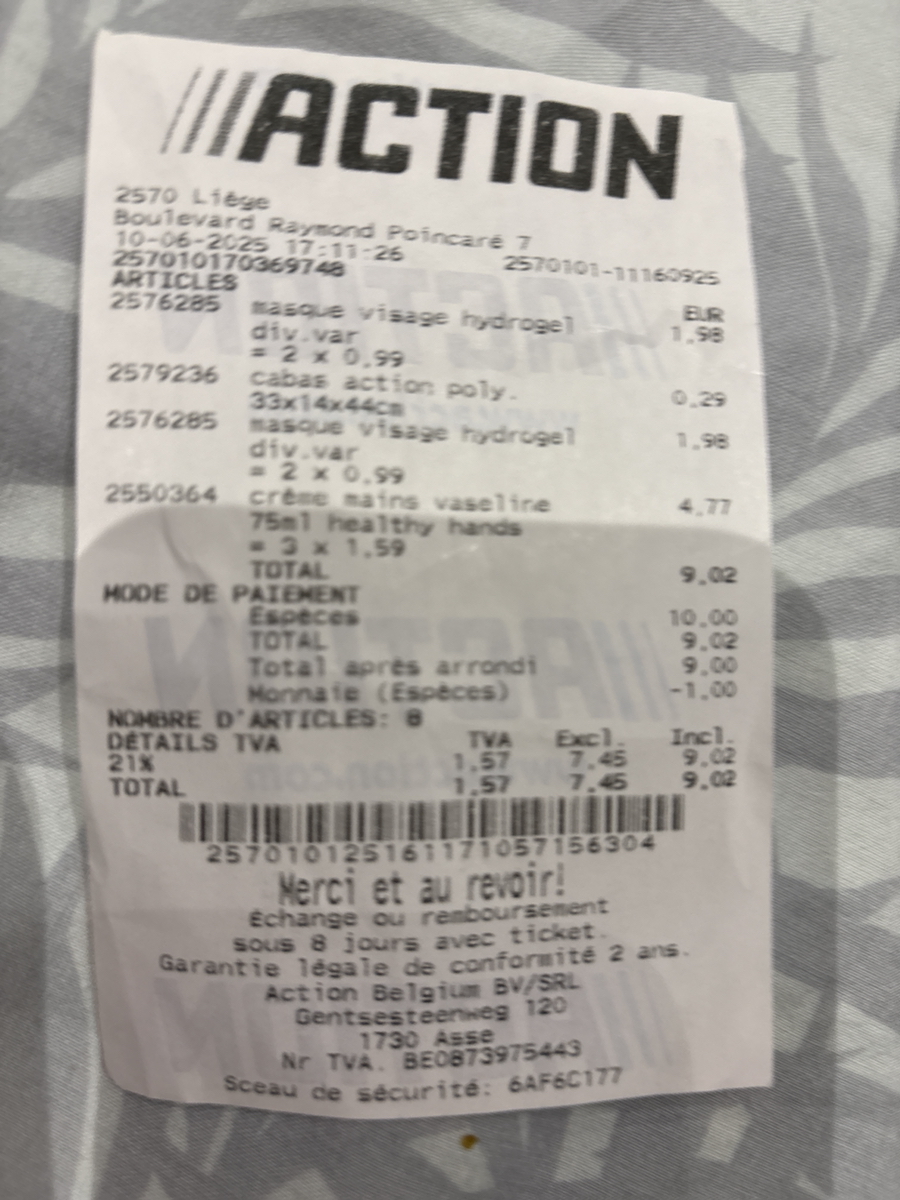 ACTION
2570 Liège
Boulevard Raymond Poincaré 7
10-06-2025 17:11:26 2570101-11160925
257010170369748
ARTICLES EUR
2576285 masque visage hydrogel 1,98
div.var
= 2 x 0,99
2579236 cabas action poly. 0,29
33x14x44cm
2576285 masque visage hydrogel 1,98
div.var
= 2 x 0,99
2550364 crème mains vaseline 4,77
75ml healthy hands
= 3 x 1,59
TOTAL 9,02
MODE DE PAIEMENT
Espèces 10,00
TOTAL 9,02
Total après arrondi 9,00
Monnaie (Espèces) -1,00
NOMBRE D'ARTICLES: 8
DÉTAILS TVA TVA Excl. Incl.
21% 1,57 7,45 9,02
TOTAL 1,57 7,45 9,02
2570101251611171057156304
Merci et au revoir!
Échange ou remboursement
sous 8 jours avec ticket.
Garantie légale de conformité 2 ans.
Action Belgium BV/SRL
Gentsesteenweg 120
1730 Asse
Nr TVA. BE0873975443
Sceau de sécurité: 6AF6C177